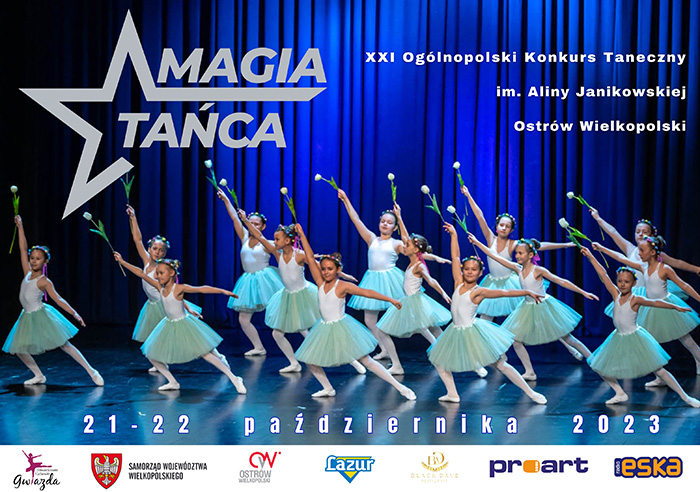 MAGIA
TAŃCA
XXI Ogólnopolski Konkurs Taneczny
im. Aliny Janikowskiej
Ostrów Wielkopolski
21-22 października 2023
Gwiazda
SAMORZĄD WOJEWÓDZTWA
WIELKOPOLSKIEGO
OSTRÓW
WIELKOPOLSKI
Lazur
proart
ESKA